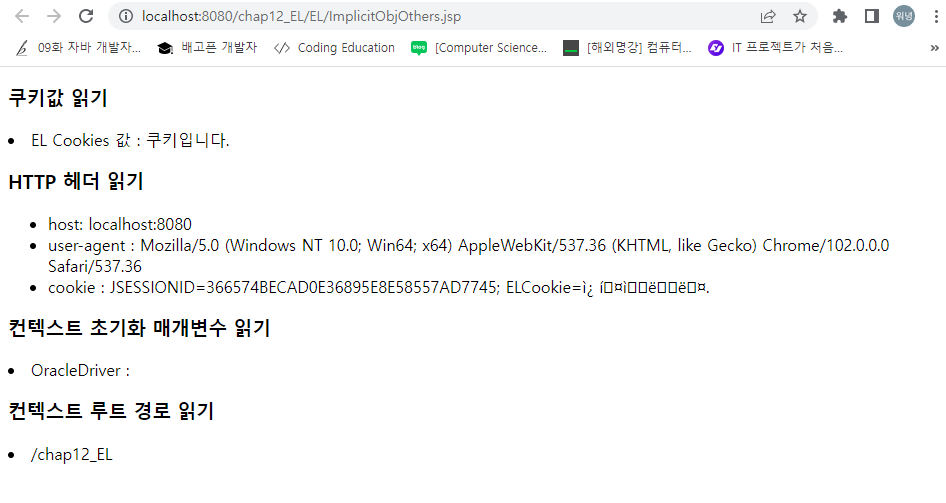 localhost:8080/chap12_EL/EL/ImplicitObjOthers.jsp
워녕
09화 자바 개발자...
배고픈 개발자
Coding Education
blog
[Computer Science...
[해외명강] 컴퓨터...
IT 프로젝트가 처음...
쿠키값 읽기
EL Cookies 값 : 쿠키입니다.
HTTP 헤더 읽기
host: localhost:8080
user-agent : Mozilla/5.0 (Windows NT 10.0; Win64; x64) AppleWebKit/537.36 (KHTML, like Gecko) Chrome/102.0.0.0
Safari/537.36
cookie : JSESSIONID=366574BECAD0E36895E8E58557AD7745; ELCookie=ì¿ í¤ìëë¤.
컨텍스트 초기화 매개변수 읽기
OracleDriver :
컨텍스트 루트 경로 읽기
/chap12_EL